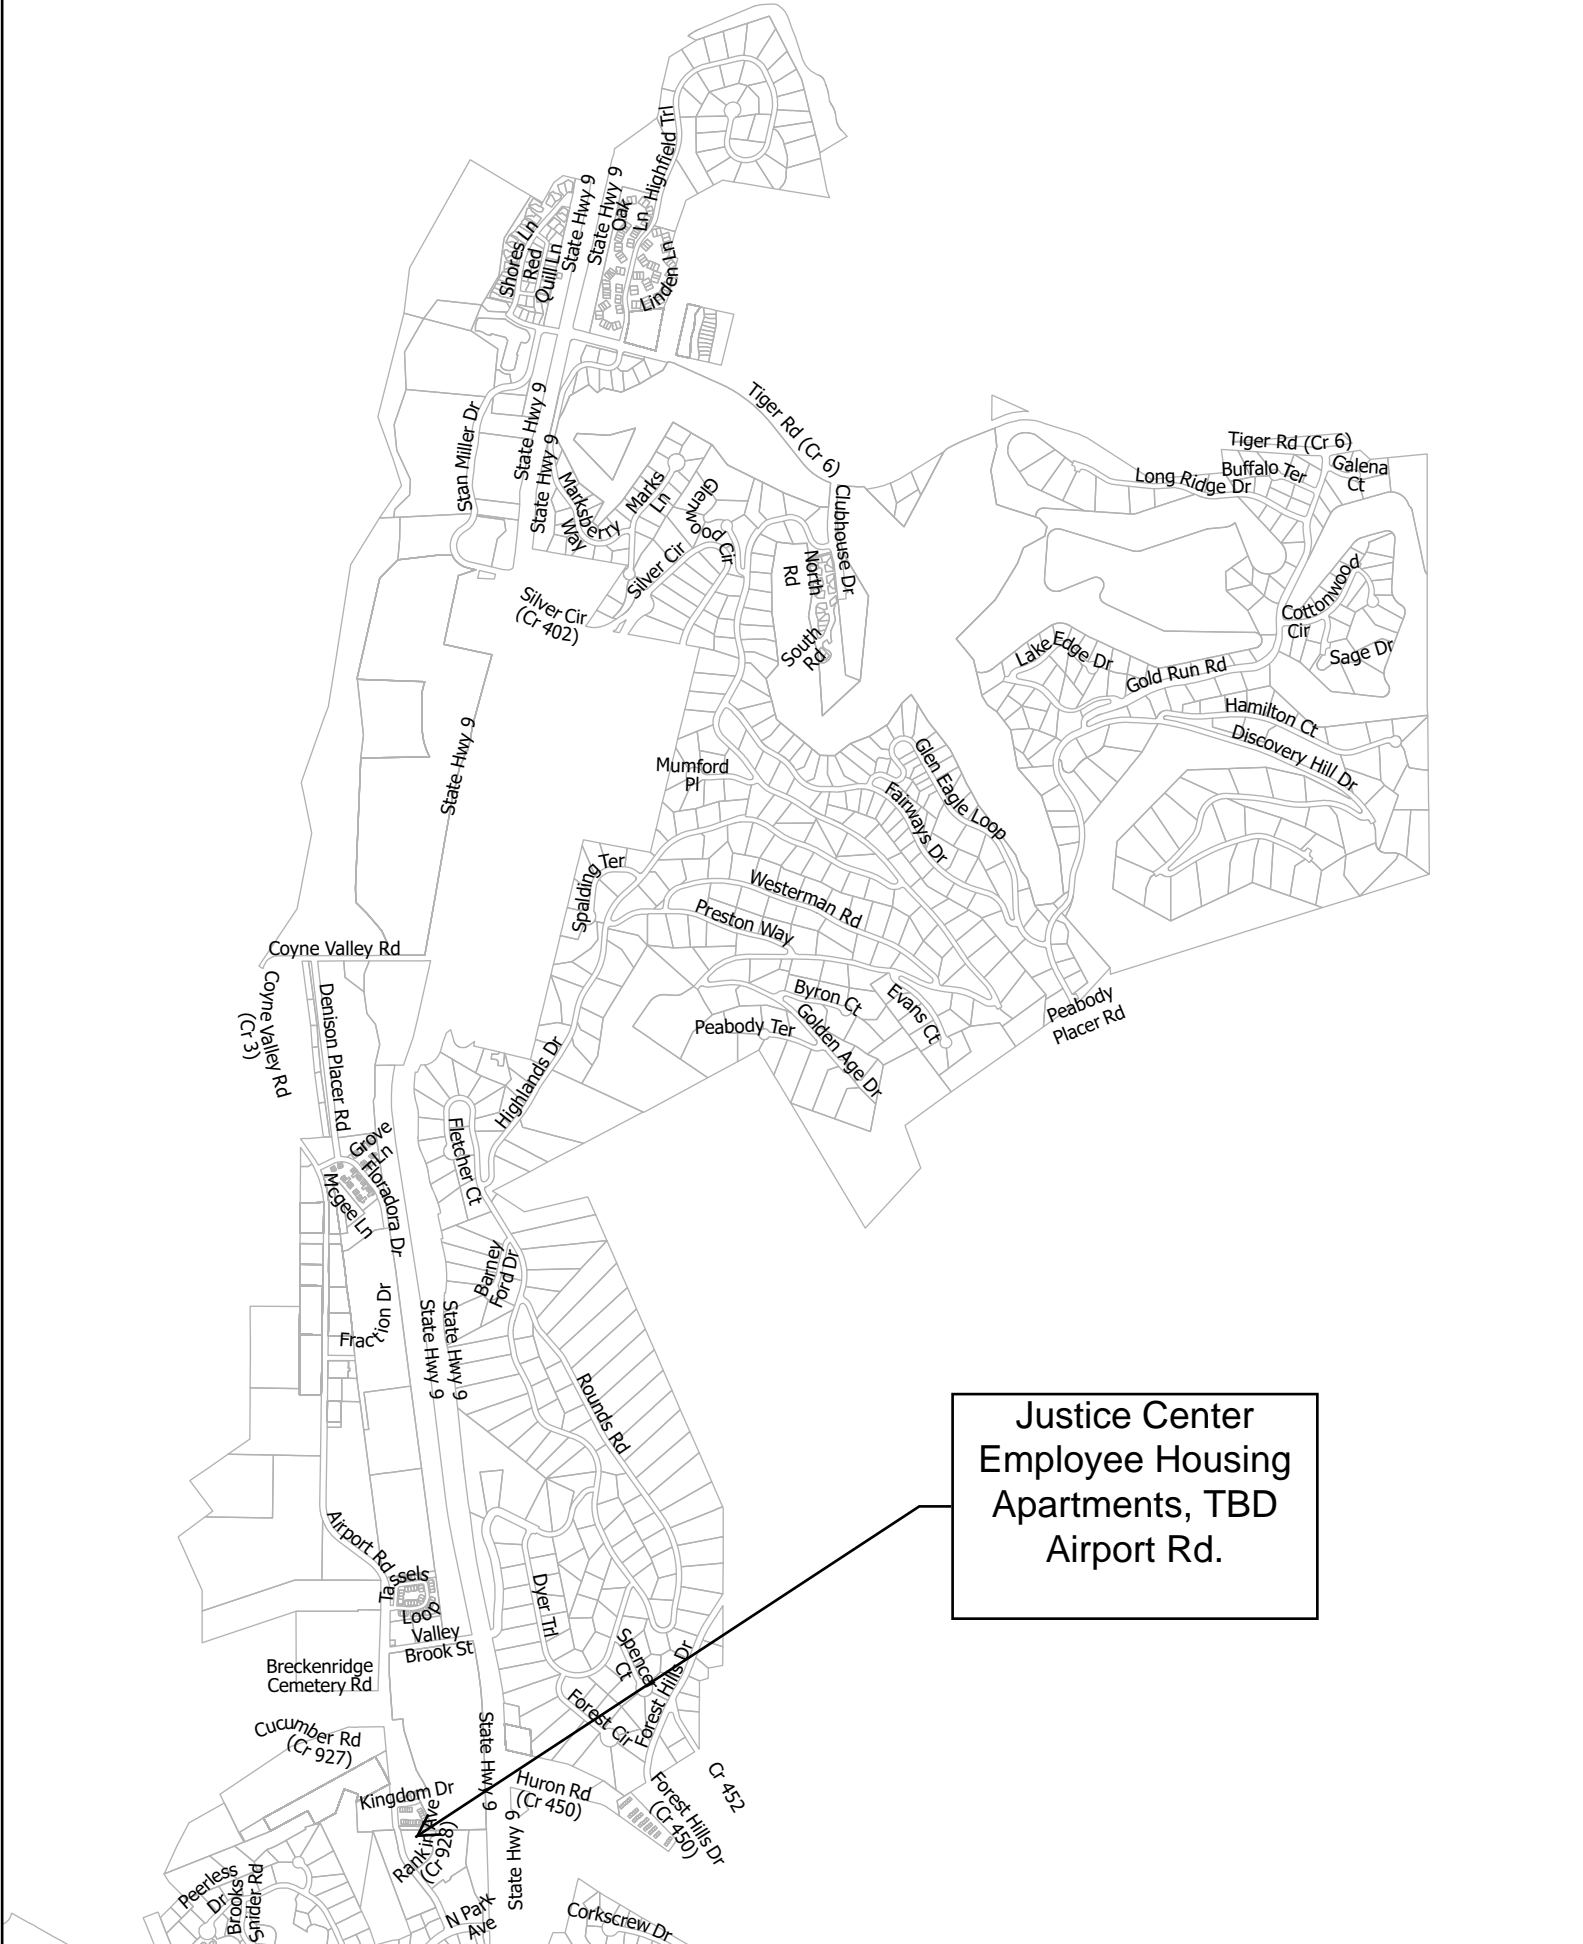 Highfield Trl
State Hwy 9
State Hwy 9
Oak
Ln
Shores Ln
Red
Quill Ln
Linden Ln
Tiger Rd (Cr 6)
Stan Miller Dr
State Hwy 9
State Hwy 9
Marksberry
Way
Marks
Ln
Glenwood Cir
Silver Cir
Silver Cir
(Cr 402)
Clubhouse Dr
North
Rd
South
Rd
Tiger Rd (Cr 6)
Long Ridge Dr
Buffalo Ter
Galena
Ct
Cottonwood
Cir
Sage Dr
Lake Edge Dr
Gold Run Rd
Hamilton Ct
Discovery Hill Dr
State Hwy 9
Mumford
Pl
Glen Eagle Loop
Fairways Dr
Spalding Ter
Westerman Rd
Preston Way
Byron Ct
Evans Ct
Peabody Ter
Golden Age Dr
Peabody
Placer Rd
Coyne Valley Rd
Coyne Valley Rd
(Cr 3)
Denison Placer Rd
Highlands Dr
Grove
Ln
Floradora Dr
Mcgee Ln
Fletcher Ct
Barney
Ford Dr
Fraction Dr
State Hwy 9
State Hwy 9
Rounds Rd
Justice Center
Employee Housing
Apartments, TBD
Airport Rd.
Airport Rd
Tassels
Loop
Valley
Brook St
Dyer Trl
Spencer
Ct
Forest Hills Dr
Forest Cir
Breckenridge
Cemetery Rd
Cucumber Rd
(Cr 927)
Kingdom Dr
State Hwy 9
Huron Rd
(Cr 450)
Forest Hills Dr
(Cr 450)
Cr 452
Rankin Ave
(Cr 928)
State Hwy 9
Peerless
Dr
Brooks
Snider Rd
N Park
Ave
Corkscrew Dr